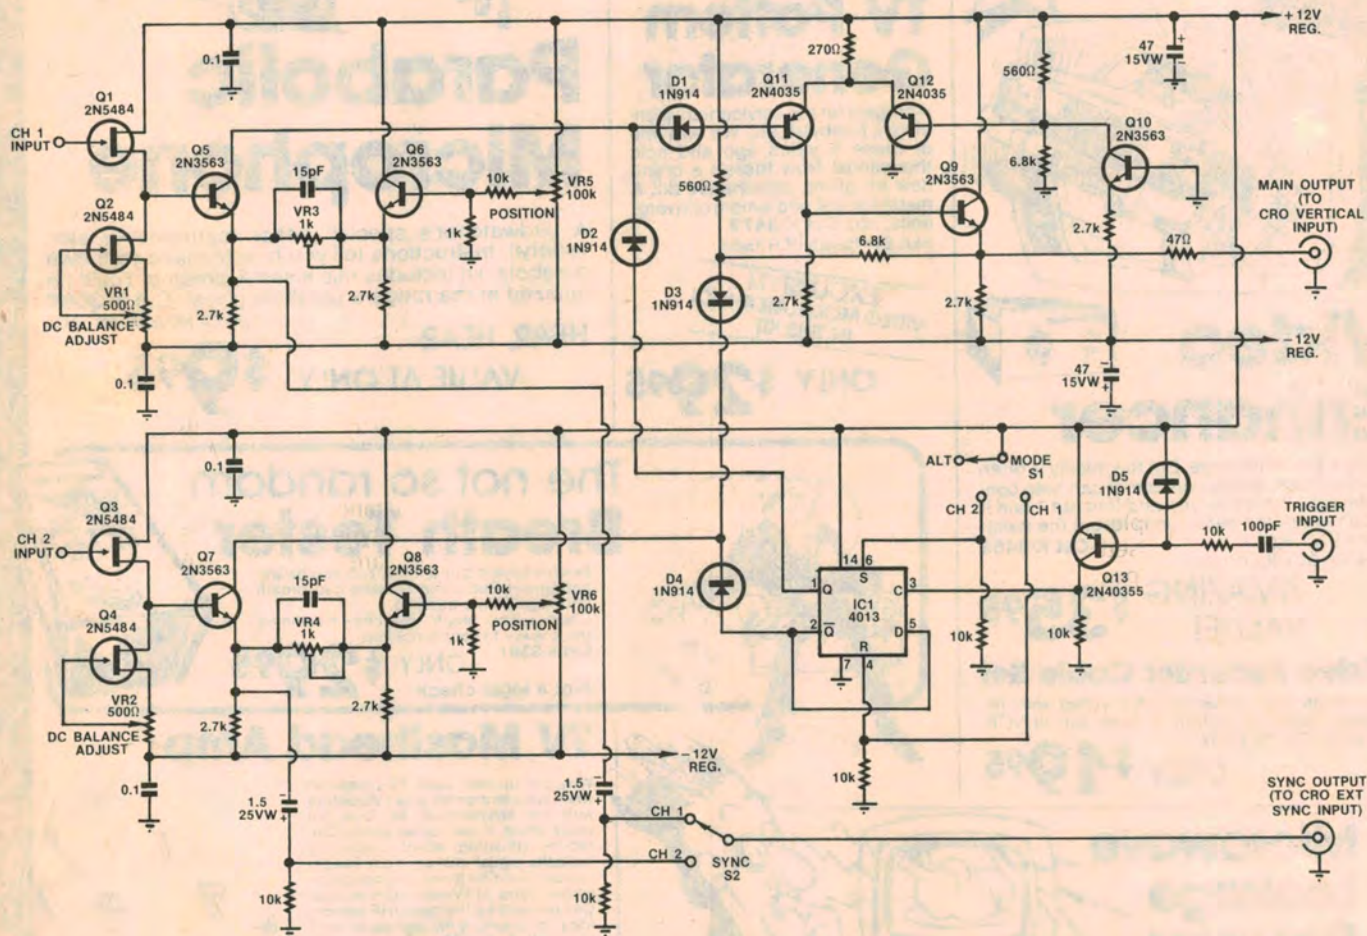 +12V
REG.
0.1
270Ω
47
15VW
560Ω
Q1
2N5484
CH 1
INPUT
D1
1N914
Q11
2N4035
Q12
2N4035
Q10
2N3563
Q5
2N3563
Q6
2N3563
15pF
10k
VR5
100k
VR3
1k
1k
POSITION
560Ω
6.8k
Q9
2N3563
MAIN OUTPUT
(TO
CRO VERTICAL
INPUT)
Q2
2N5484
D2
1N914
2.7k
47Ω
6.8k
VR1
500Ω
DC BALANCE
ADJUST
2.7k
2.7k
D3
1N914
2.7k
2.7k
-12V
REG.
0.1
47
15VW
0.1
ALT
MODE
S1
D5
1N914
CH 2
CH 1
TRIGGER
INPUT
10k
100pF
Q3
2N5484
CH 2
INPUT
Q7
2N3563
Q8
2N3563
15pF
10k
VR6
100k
VR4
1k
1k
POSITION
D4
1N914
14
6
S
1
Q
3
C
IC1
4013
2
Q
D
5
R
7
4
Q13
2N40355
10k
10k
Q4
2N5484
VR2
500Ω
DC BALANCE
ADJUST
2.7k
2.7k
-12V
REG.
0.1
10k
1.5
25VW
1.5
25VW
SYNC OUTPUT
(TO CRO EXT
SYNC INPUT)
CH 1
CH 2
SYNC
S2
10k
10k